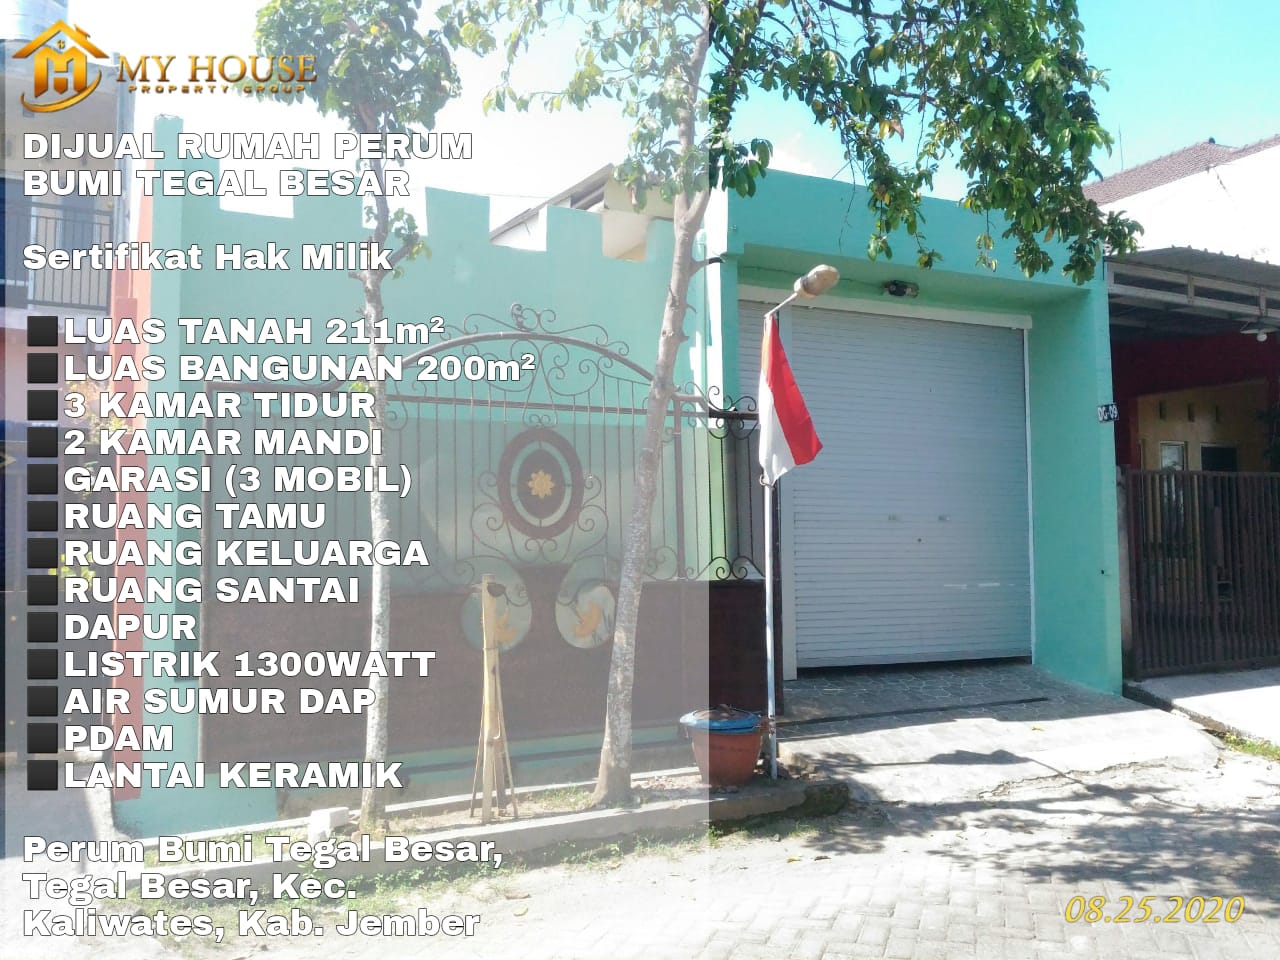 MY HOUSE
PROPERTY GROUP
DIJUAL RUMAH PERUM
BUMI TEGAL BESAR
Sertifikat Hak Milik
⬛LUAS TANAH 211m²
⬛LUAS BANGUNAN 200m²
⬛3 KAMAR TIDUR
⬛2 KAMAR MANDI
⬛GARASI (3 MOBIL)
⬛RUANG TAMU
⬛RUANG KELUARGA
⬛RUANG SANTAI
⬛DAPUR
⬛LISTRIK 1300WATT
⬛AIR SUMUR DAP
⬛PDAM
⬛LANTAI KERAMIK
Perum Bumi Tegal Besar,
Tegal Besar, Kec.
Kaliwates, Kab. Jember
DG-09
08.25.2020